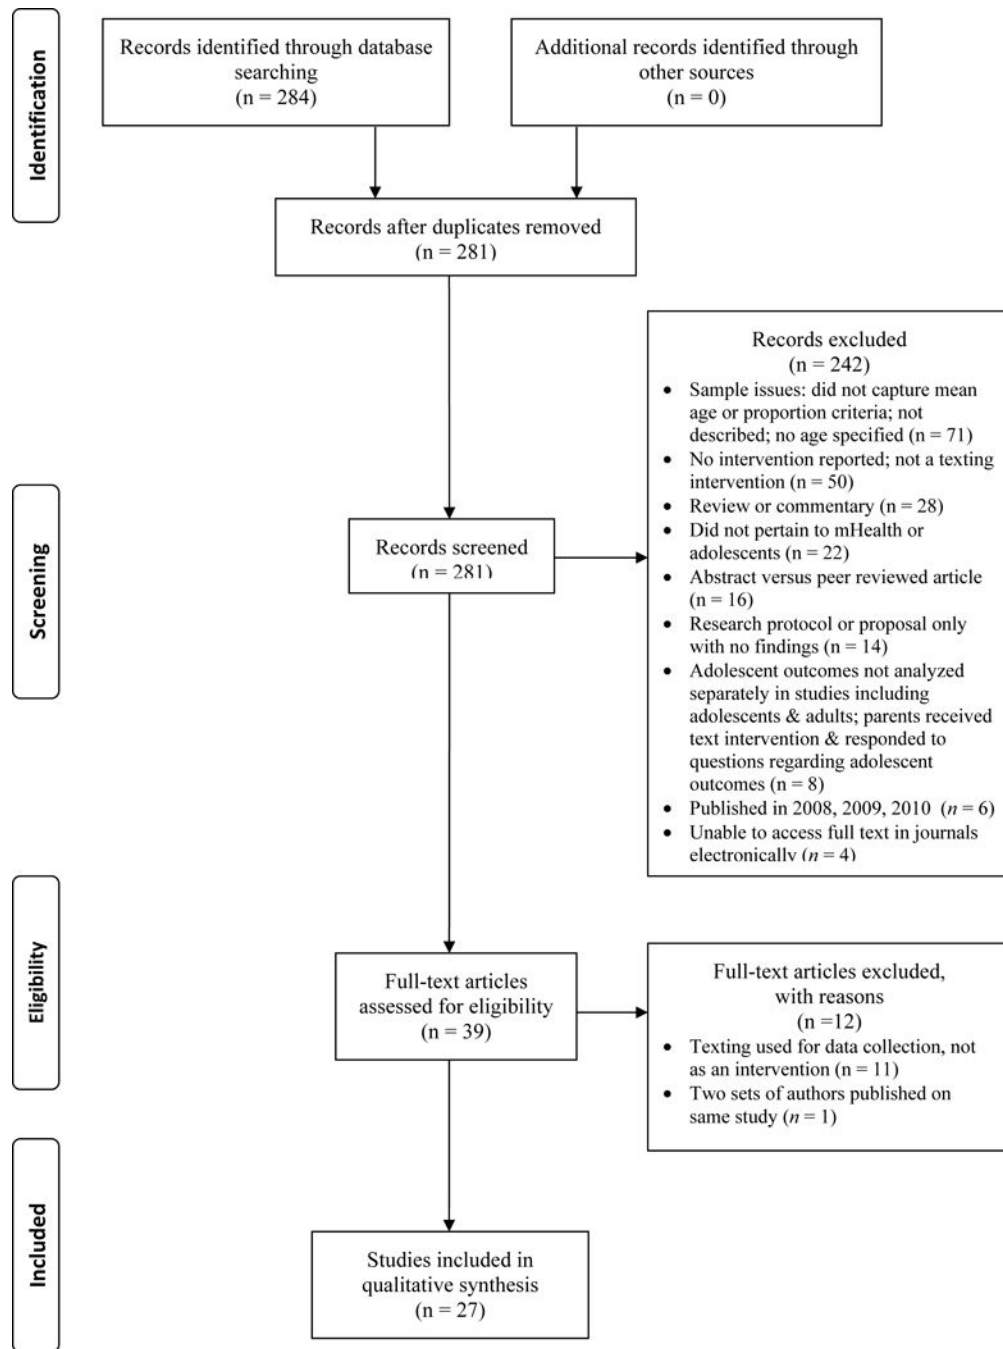 Identification
Records identified through database
searching
(n = 284)
Additional records identified through
other sources
(n = 0)
Records after duplicates removed
(n = 281)
Screening
Records screened
(n = 281)
Records excluded
(n = 242)
• Sample issues: did not capture mean
age or proportion criteria; not
described; no age specified (n = 71)
• No intervention reported; not a texting
intervention (n = 50)
• Review or commentary (n = 28)
• Did not pertain to mHealth or
adolescents (n = 22)
• Abstract versus peer reviewed article
(n = 16)
• Research protocol or proposal only
with no findings (n = 14)
• Adolescent outcomes not analyzed
separately in studies including
adolescents & adults; parents received
text intervention & responded to
questions regarding adolescent
outcomes (n = 8)
• Published in 2008, 2009, 2010 (n = 6)
• Unable to access full text in journals
electronically (n = 4)
Eligibility
Full-text articles
assessed for eligibility
(n = 39)
Full-text articles excluded,
with reasons
(n =12)
• Texting used for data collection, not
as an intervention (n = 11)
• Two sets of authors published on
same study (n = 1)
Included
Studies included in
qualitative synthesis
(n = 27)